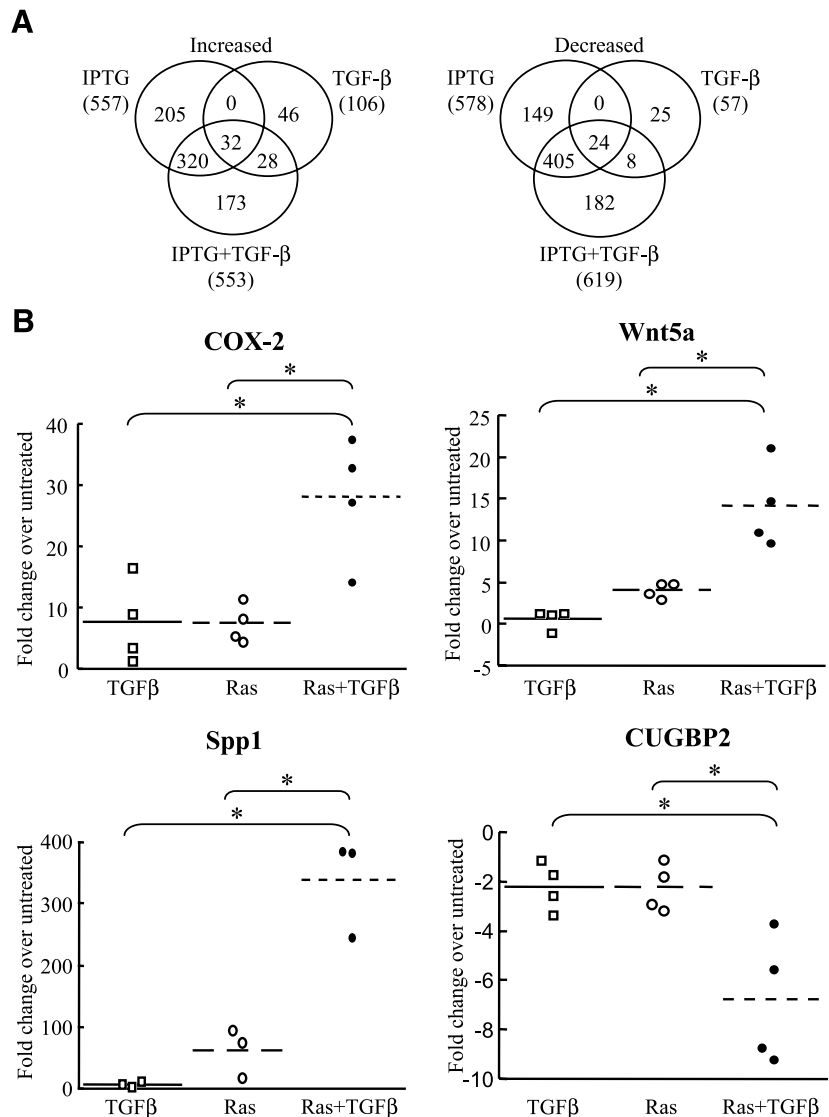 A
Increased
IPTG
(557)
TGF-β
(106)
205
0
46
32
320
28
173
IPTG+TGF-β
(553)
Decreased
IPTG
(578)
TGF-β
(57)
149
0
25
24
405
8
182
IPTG+TGF-β
(619)
B
COX-2
*
*
Fold change over untreated
40
30
20
10
0
TGFβ Ras Ras+TGFβ
Wnt5a
*
*
Fold change over untreated
25
20
15
10
5
0
-5
TGFβ Ras Ras+TGFβ
Spp1
*
*
Fold change over untreated
400
300
200
100
0
TGFβ Ras Ras+TGFβ
CUGBP2
*
*
Fold change over untreated
0
-2
-4
-6
-8
-10
TGFβ Ras Ras+TGFβ